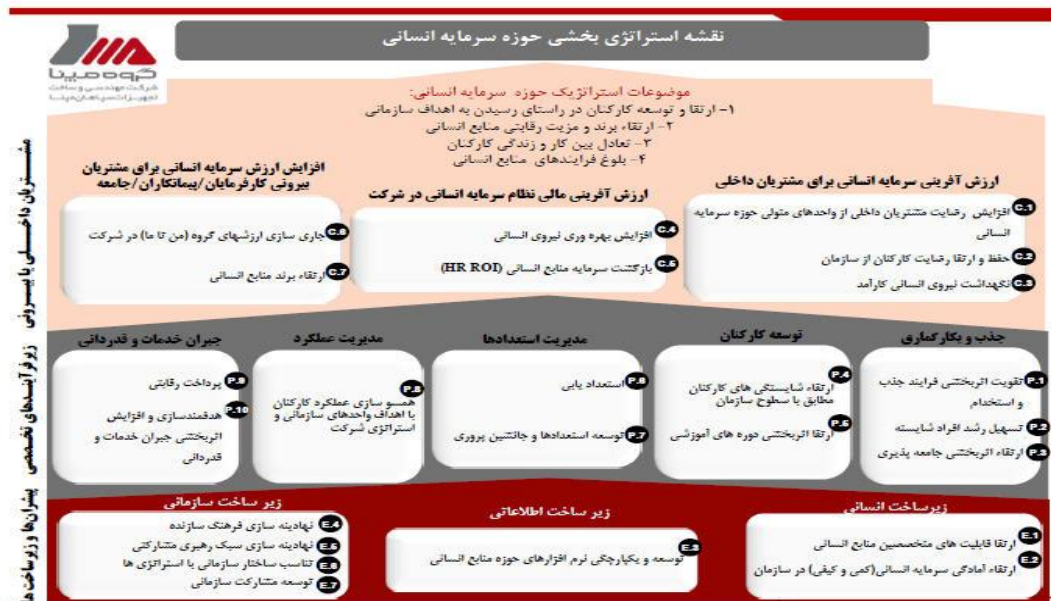 نقشه استراتژی بخشی حوزه سرمایه انسانی
گروه مپنا
شرکت مهندسی و ساخت
تجهیزات سپاهان مپنا
موضوعات استراتژیک حوزه سرمایه انسانی:
۱- ارتقا و توسعه کارکنان در راستای رسیدن به اهداف سازمانی
۲- ارتقاء برند و مزیت رقابتی منابع انسانی
۳- تعادل بین کار و زندگی کارکنان
۴- بلوغ فرایندهای منابع انسانی
مشتریان داخلی یا بیرونی
ارزش آفرینی سرمایه انسانی برای مشتریان داخلی
C.1 افزایش رضایت مشتریان داخلی از واحدهای متولی حوزه سرمایه
انسانی
C.2 حفظ و ارتقا رضایت کارکنان از سازمان
C.3 نگهداشت نیروی انسانی کارآمد
ارزش آفرینی مالی نظام سرمایه انسانی در شرکت
C.4 افزایش بهره وری نیروی انسانی
C.5 بازگشت سرمایه منابع انسانی (HR ROI)
افزایش ارزش سرمایه انسانی برای مشتریان
بیرونی کارفرمایان/پیمانکاران/جامعه
C.6 جاری سازی ارزشهای گروه (من تا ما) در شرکت
C.7 ارتقاء برند منابع انسانی
زیرفرآیندهای تخصصی
جذب و بکارگماری
P.1 تقویت اثربخشی فرایند جذب
و استخدام
P.2 تسهیل رشد افراد شایسته
P.3 ارتقاء اثربخشی جامعه پذیری
توسعه کارکنان
P.4 ارتقاء شایستگی های کارکنان
مطابق با سطوح سازمان
P.5 ارتقا اثربخشی دوره های آموزشی
مدیریت استعدادها
P.6 استعداد یابی
P.7 توسعه استعدادها و جانشین پروری
مدیریت عملکرد
P.8 همسو سازی عملکرد کارکنان
با اهداف واحدهای سازمانی و
استراتژی شرکت
جبران خدمات و قدردانی
P.9 پرداخت رقابتی
P.10 هدفمندسازی و افزایش
اثربخشی جبران خدمات و
قدردانی
پیشران‌ها و زیرساخت ها
زیرساخت انسانی
E.1 ارتقا قابلیت های متخصصین منابع انسانی
E.2 ارتقاء آمادگی سرمایه انسانی(کمی و کیفی) در سازمان
زیر ساخت اطلاعاتی
E.3 توسعه و یکپارچگی نرم افزارهای حوزه منابع انسانی
زیر ساخت سازمانی
E.4 نهادینه سازی فرهنگ سازنده
E.5 نهادینه سازی سبک رهبری مشارکتی
E.6 تناسب ساختار سازمانی با استراتژی ها
E.7 توسعه مشارکت سازمانی